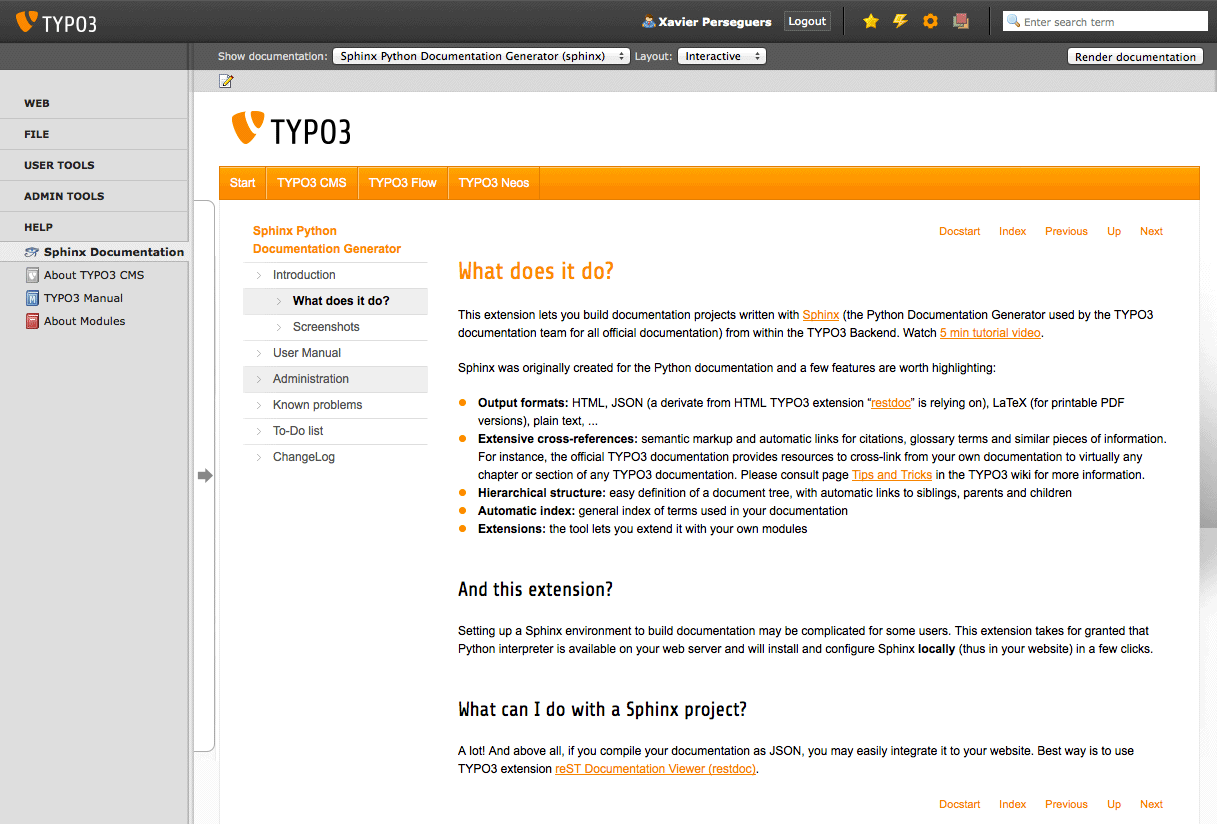 TYPO3
Xavier Perseguers
Logout
Enter search term
Show documentation: Sphinx Python Documentation Generator (sphinx) Layout: Interactive
Render documentation
WEB
FILE
USER TOOLS
ADMIN TOOLS
HELP
Sphinx Documentation
About TYPO3 CMS
TYPO3 Manual
About Modules
TYPO3
Start TYPO3 CMS TYPO3 Flow TYPO3 Neos
Sphinx Python
Documentation Generator
Introduction
What does it do?
Screenshots
User Manual
Administration
Known problems
To-Do list
ChangeLog
Docstart Index Previous Up Next
What does it do?
This extension lets you build documentation projects written with Sphinx (the Python Documentation Generator used by the TYPO3
documentation team for all official documentation) from within the TYPO3 Backend. Watch 5 min tutorial video.
Sphinx was originally created for the Python documentation and a few features are worth highlighting:
Output formats: HTML, JSON (a derivate from HTML TYPO3 extension “restdoc” is relying on), LaTeX (for printable PDF
versions), plain text, ...
Extensive cross-references: semantic markup and automatic links for citations, glossary terms and similar pieces of information.
For instance, the official TYPO3 documentation provides resources to cross-link from your own documentation to virtually any
chapter or section of any TYPO3 documentation. Please consult page Tips and Tricks in the TYPO3 wiki for more information.
Hierarchical structure: easy definition of a document tree, with automatic links to siblings, parents and children
Automatic index: general index of terms used in your documentation
Extensions: the tool lets you extend it with your own modules
And this extension?
Setting up a Sphinx environment to build documentation may be complicated for some users. This extension takes for granted that
Python interpreter is available on your web server and will install and configure Sphinx locally (thus in your website) in a few clicks.
What can I do with a Sphinx project?
A lot! And above all, if you compile your documentation as JSON, you may easily integrate it to your website. Best way is to use
TYPO3 extension reST Documentation Viewer (restdoc).
Docstart Index Previous Up Next